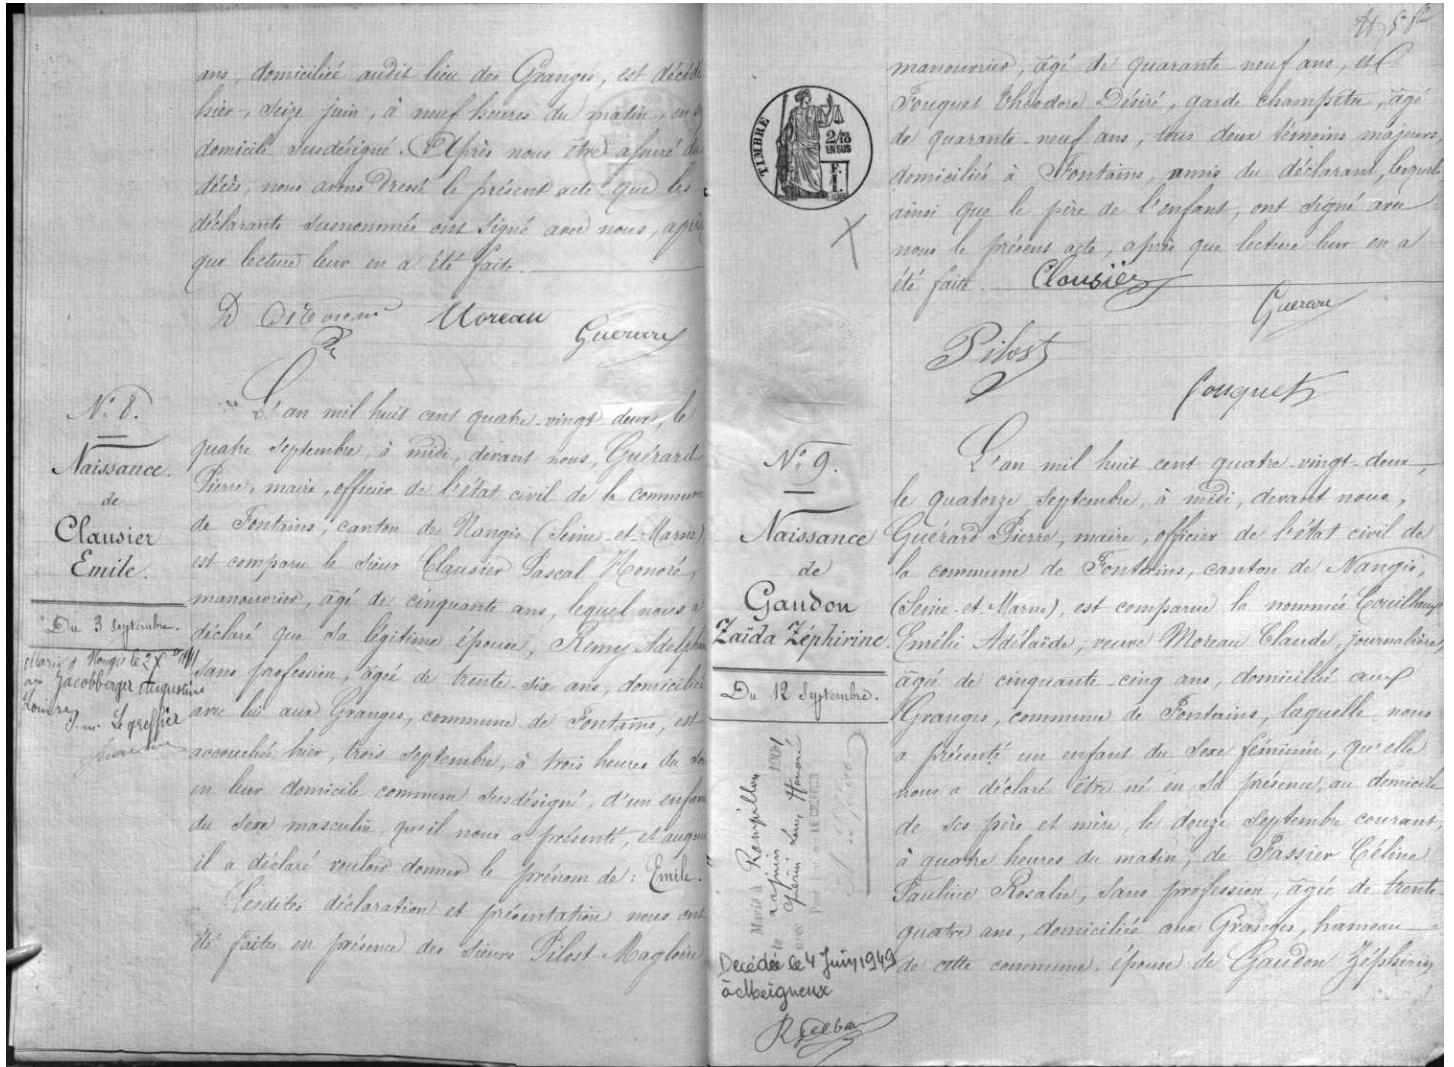 ans, domiciliée audit lieu des Granges, est décédé
hier, seize juin, à neuf heures du matin, en
domicile susdésigné. Après nous être assuré du
décès, nous avons dressé le présent acte que les
déclarants susnommés ont signé avec nous, après
que lecture leur en a été faite.
Moreau
Guérard
N° 8.
Naissance
de
Clausier
Emile.
Du 3 septembre.
Marié à Nangis le
Jacobberger Augustine
Louise
Le greffier
L'an mil huit cent quatre-vingt deux, le
quatre septembre, à midi, devant nous, Guérard
Pierre, maire, officier de l'état civil de la commune
de Fontains, canton de Nangis (Seine-et-Marne)
est comparu le sieur Clausier Pascal Honoré,
manouvrier, âgé de cinquante ans, lequel nous a
déclaré que sa légitime épouse, Remy Adelphine
sans profession, âgée de trente-six ans, domiciliée
avec lui aux Granges, commune de Fontains, est
accouchée hier, trois septembre, à trois heures du soir
en leur domicile commun susdésigné, d'un enfant
du sexe masculin, qu'il nous a présenté, et auquel
il a déclaré vouloir donner le prénom de : Emile.
Lesdites déclaration et présentation nous ont
été faites en présence des sieurs Pilost Magloire,
TIMBRE
2/10
EN SUS
manouvrier, âgé de quarante-neuf ans, et
Fouquet Théodore Désiré, garde champêtre, âgé
de quarante-neuf ans, tous deux témoins majeurs,
domiciliés à Fontains, amis du déclarant, lesquels
ainsi que le père de l'enfant, ont signé avec
nous le présent acte, après que lecture leur en a
été faite. Clausier
Guérard
Pilost
Fouquet
N° 9.
Naissance
de
Gaudon
Zaïda Zéphirine.
Du 12 Septembre.
Marié à Rampillon
le 2 juin 1901
avec Louis Honoré
Decédée le 4 Juin 1949
L'an mil huit cent quatre-vingt-deux,
le quatorze septembre, à midi, devant nous,
Guérard Pierre, maire, officier de l'état civil de
la commune de Fontains, canton de Nangis,
(Seine-et-Marne), est comparue la nommée
Emélie Adélaïde, veuve Moreau Claude, journalière,
âgée de cinquante-cinq ans, domiciliée aux
Granges, commune de Fontains, laquelle nous
a présenté un enfant du sexe féminin, qu'elle
nous a déclaré être né en sa présence, au domicile
de ses père et mère, le douze septembre courant,
à quatre heures du matin, de Passier Céline
Pauline Rosalie, sans profession, âgée de trente-
quatre ans, domiciliée aux Granges, hameau
de cette commune, épouse de Gaudon Zéphirin